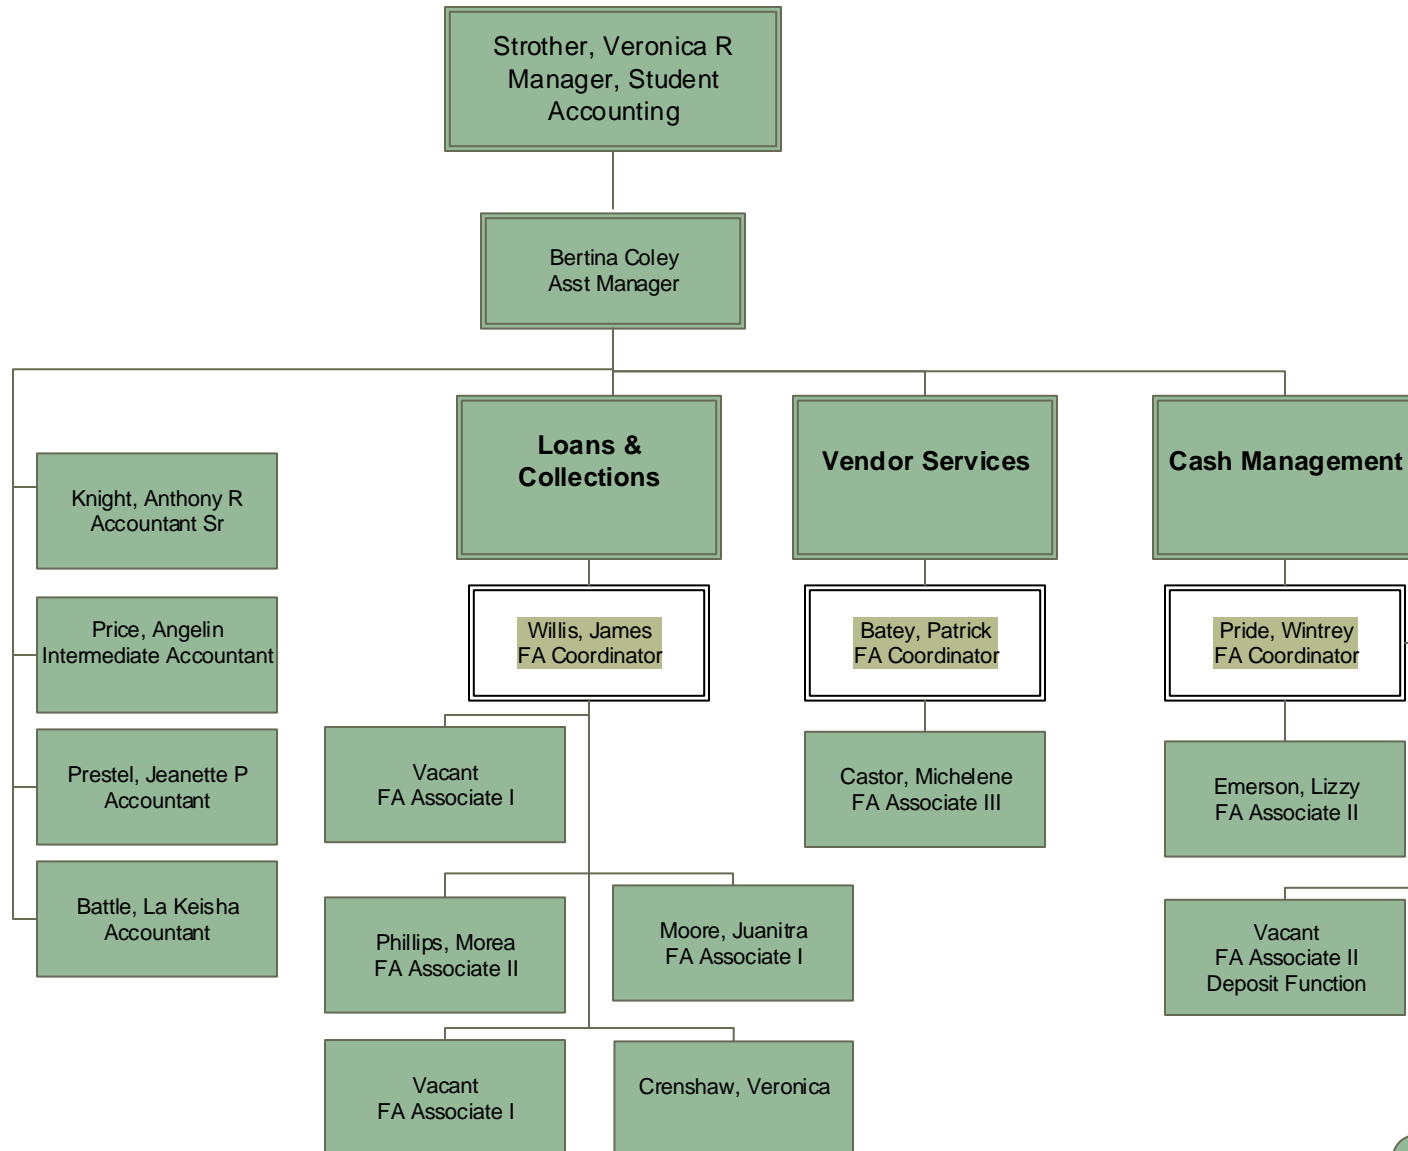 Strother, Veronica R
Manager, Student
Accounting
Bertina Coley
Asst Manager
Loans &
Collections
Vendor Services
Cash Management
Knight, Anthony R
Accountant Sr
Price, Angelin
Intermediate Accountant
Prestel, Jeanette P
Accountant
Battle, La Keisha
Accountant
Willis, James
FA Coordinator
Batey, Patrick
FA Coordinator
Pride, Wintrey
FA Coordinator
Vacant
FA Associate I
Castor, Michelene
FA Associate III
Emerson, Lizzy
FA Associate II
Phillips, Morea
FA Associate II
Moore, Juanitra
FA Associate I
Vacant
FA Associate II
Deposit Function
Vacant
FA Associate I
Crenshaw, Veronica